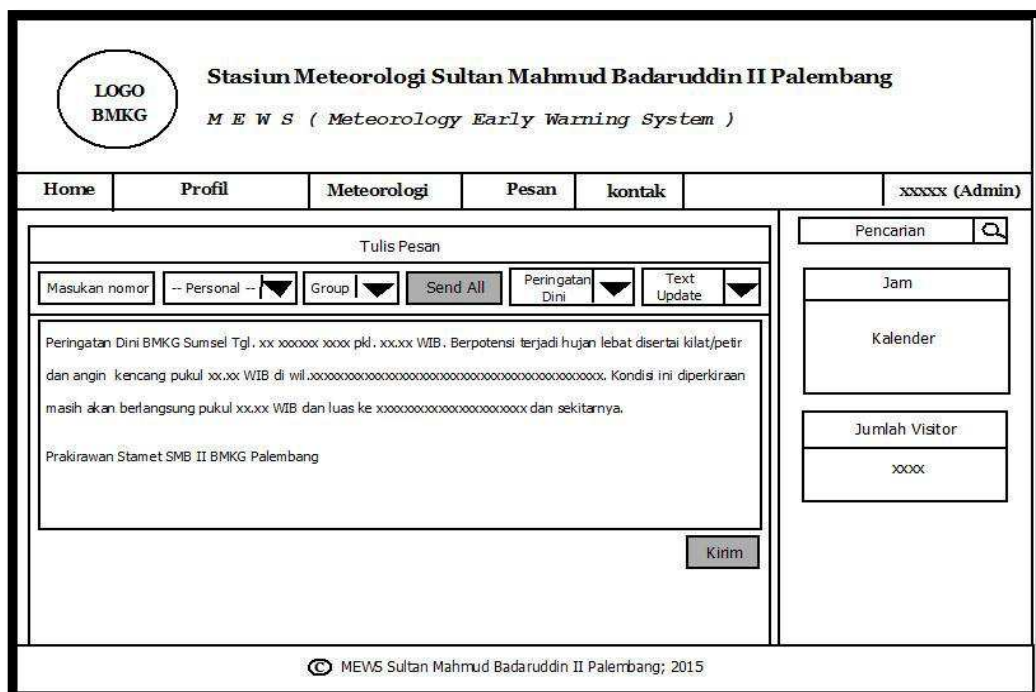 LOGO
BMKG
Stasiun Meteorologi Sultan Mahmud Badaruddin II Palembang
M E W S ( Meteorology Early Warning System )
Home Profil Meteorologi Pesan kontak xxxxx (Admin)
Tulis Pesan
Masukan nomor -- Personal -- Group Send All Peringatan Dini Text Update
Peringatan Dini BMKG Sumsel Tgl. xx xxxxxx xxxx pkl. xx.xx WIB. Berpotensi terjadi hujan lebat disertai kilat/petir
dan angin kencang pukul xx.xx WIB di wil.xxxxxxxxxxxxxxxxxxxxxxxxxxxxxxxxxxxxxxxxxx. Kondisi ini diperkiraan
masih akan berlangsung pukul xx.xx WIB dan luas ke xxxxxxxxxxxxxxxxxxxxxx dan sekitarnya.
Prakirawan Stamet SMB II BMKG Palembang
Kirim
Pencarian
Jam
Kalender
Jumlah Visitor
xxxx
© MEWS Sultan Mahmud Badaruddin II Palembang; 2015